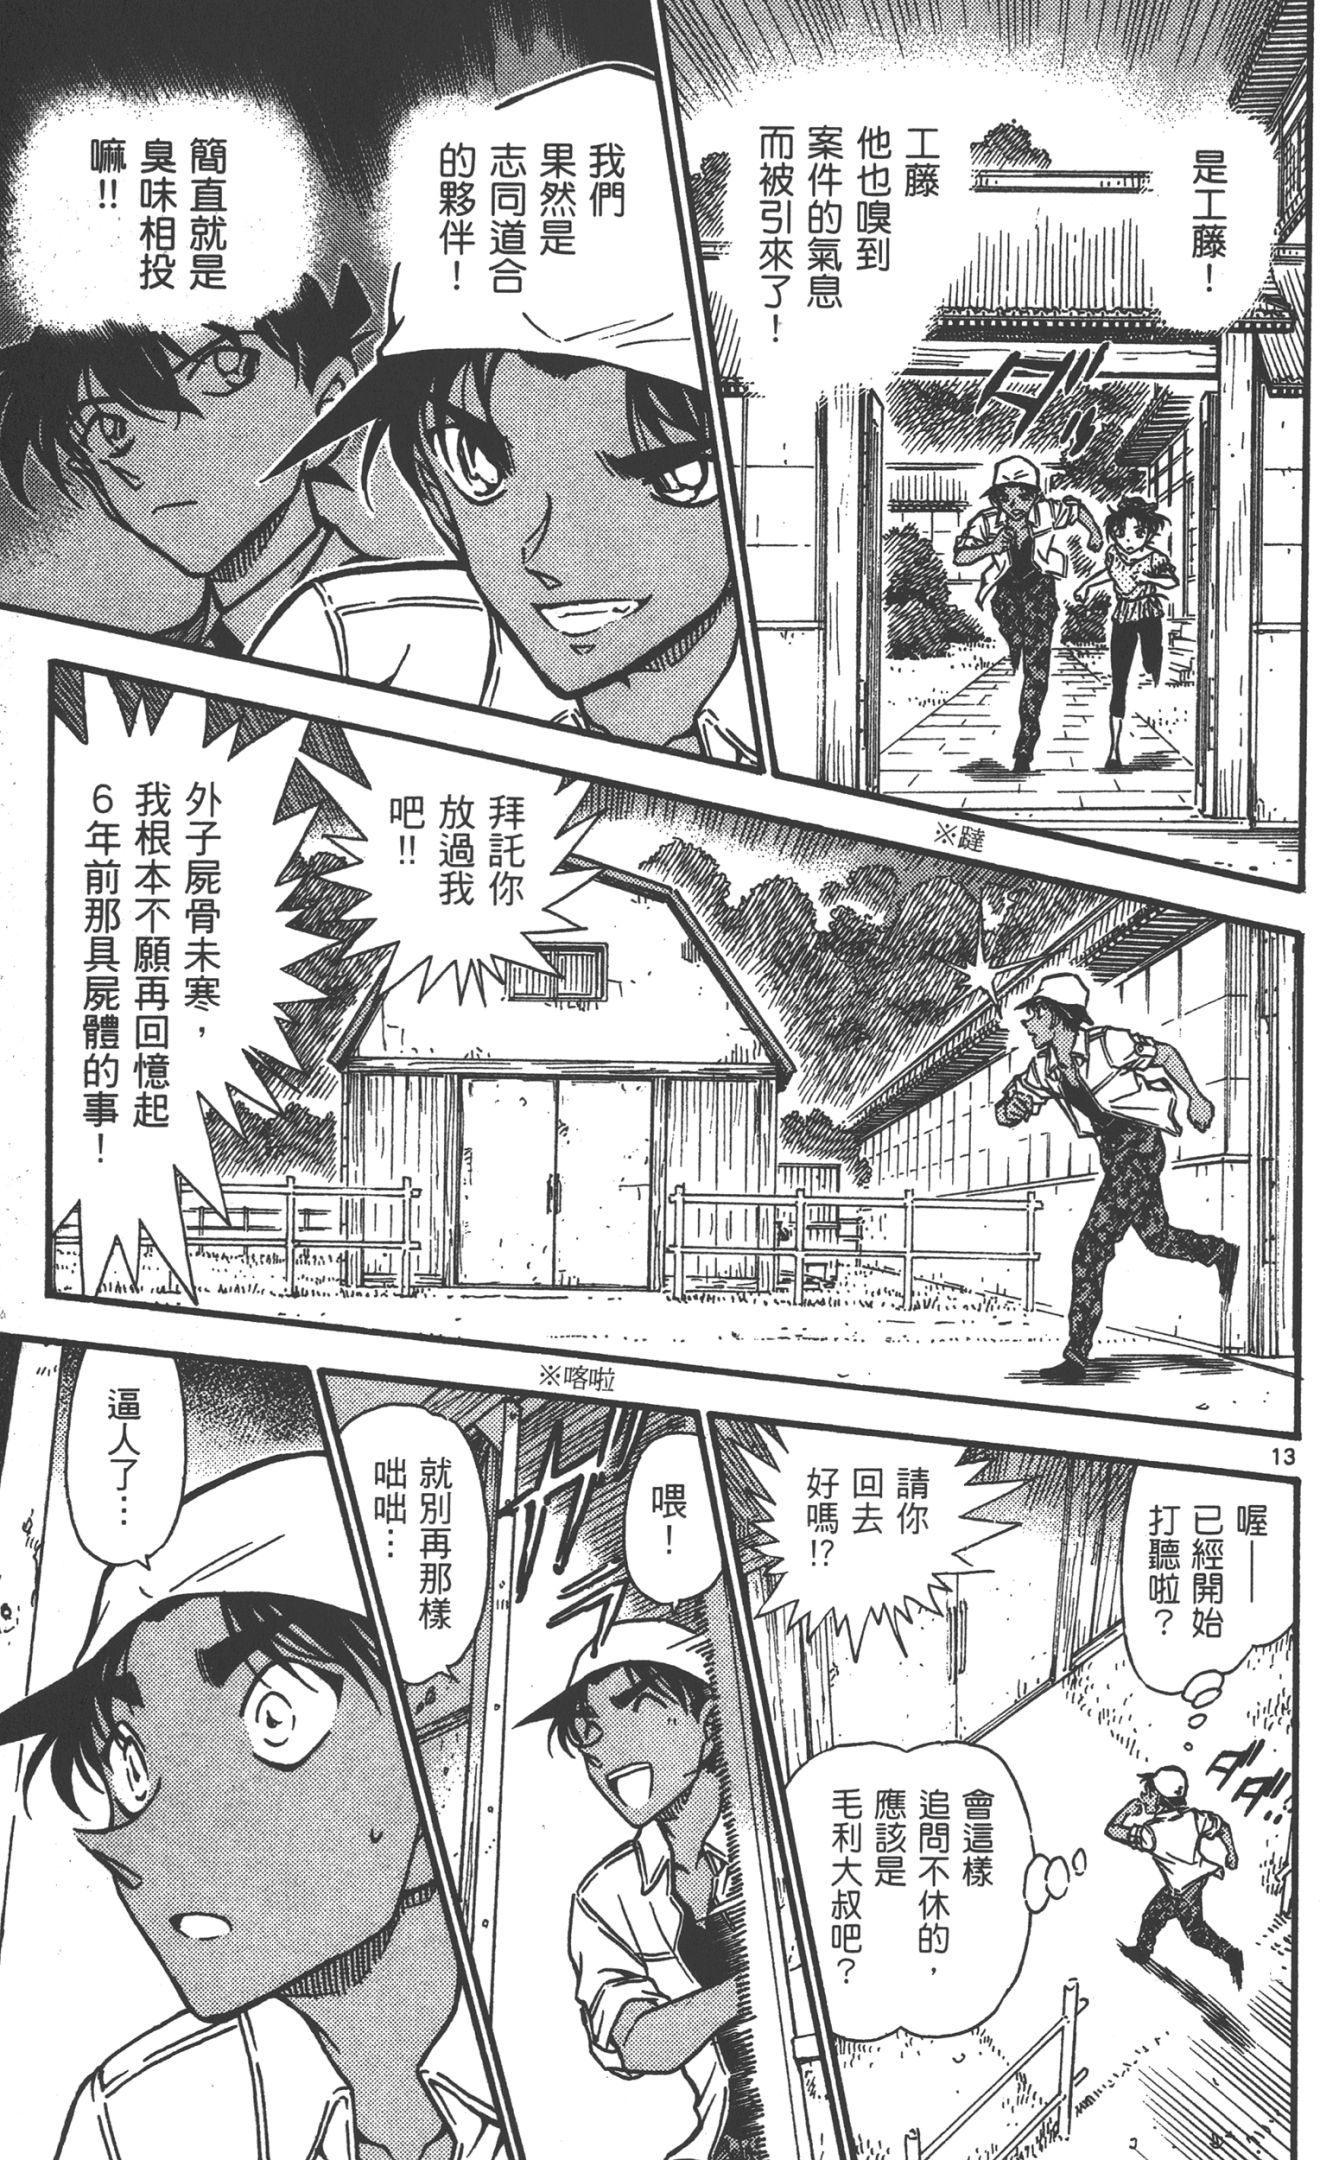 是工藤！
工藤
他也嗅到
案件的氣息
而被引來了！
我們
果然是
志同道合
的夥伴！
簡直就是
臭味相投
嘛!!
※躂
拜託你
放過我
吧!!
外子屍骨未寒，
我根本不願再回憶起
6年前那具屍體的事！
13
喔─
已經開始
打聽啦？
ダダ!!
請你
回去
好嗎!?
會這樣
追問不休的，
應該是
毛利大叔吧？
※喀啦
喂！
就別再那樣
咄咄…
逼人了…